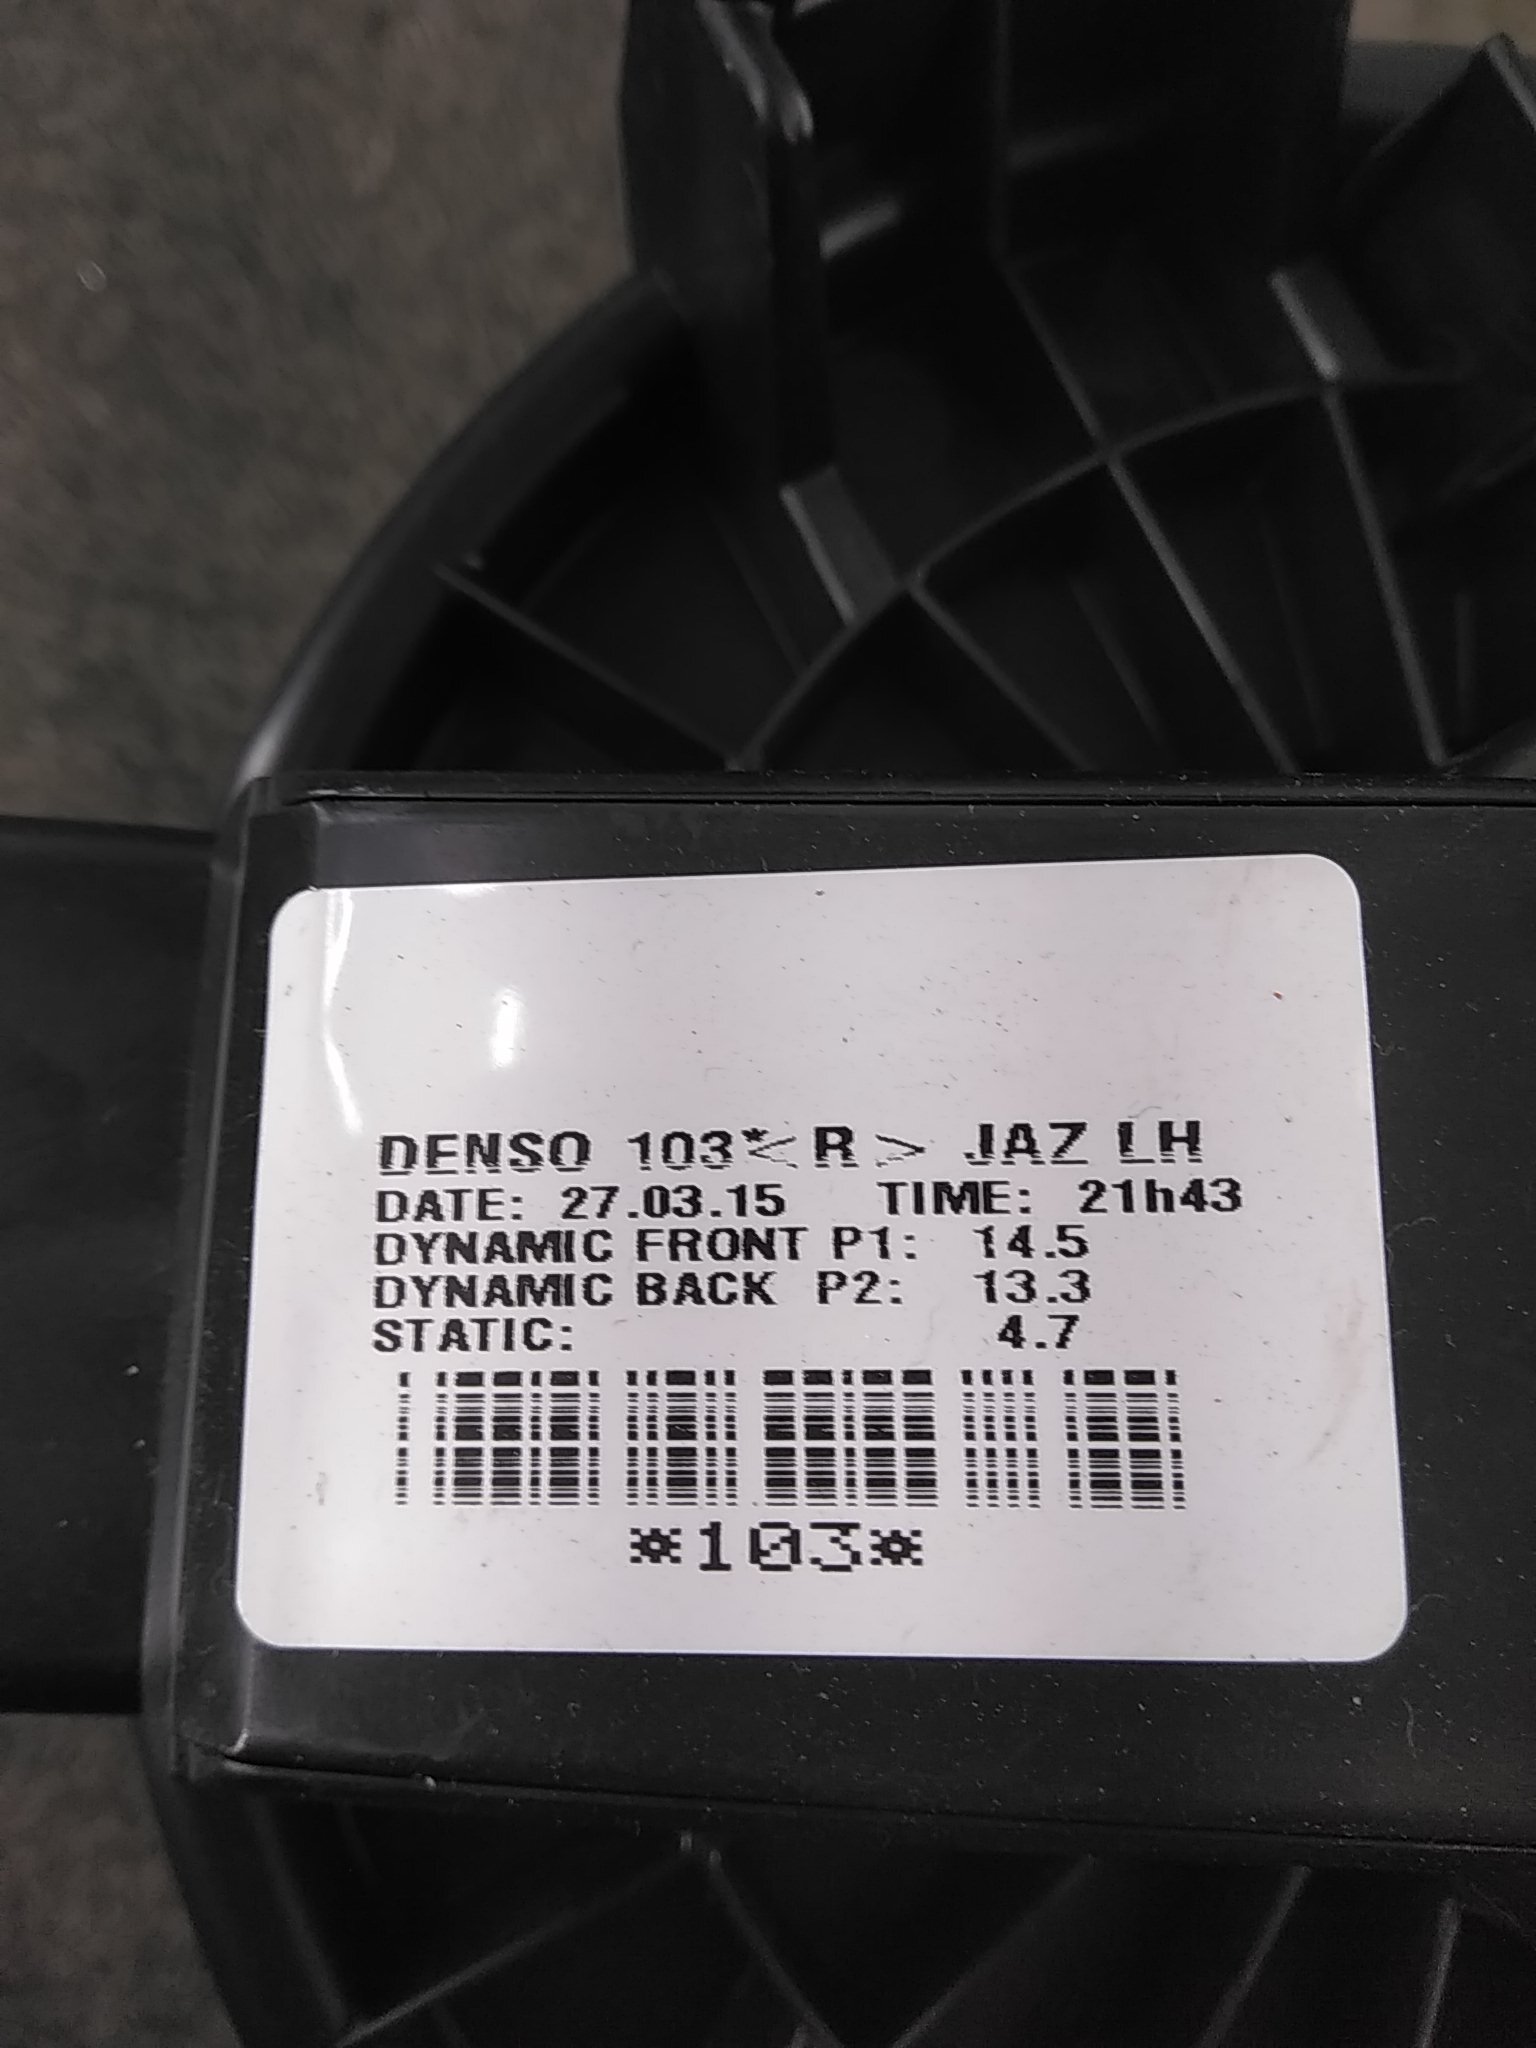 DENSO 103*< R > JAZ LH
DATE: 27.03.15 TIME: 21h43
DYNAMIC FRONT P1: 14.5
DYNAMIC BACK P2: 13.3
STATIC: 4.7
*103*